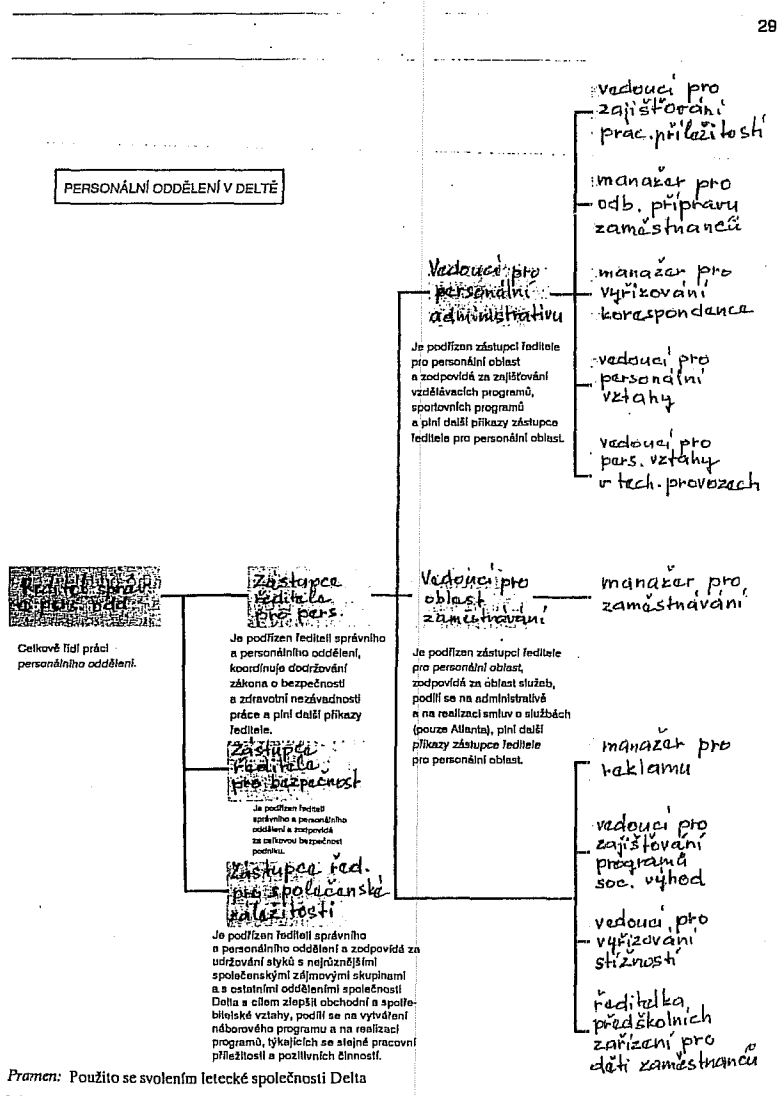 29
PERSONÁLNÍ ODDĚLENÍ V DELTĚ
Ředitel správ.
a pers. odd.
Celkově řídí práci
personálního oddělení.
Zástupce
ředitele
pro pers.
Je podřízen řediteli správního
a personálního oddělení,
koordinuje dodržování
zákona o bezpečnosti
a zdravotní nezávadnosti
práce a plní další příkazy
ředitele.
Zástupce
ředitele
pro bezpečnost
Je podřízen řediteli
správního a personálního
oddělení a zodpovídá
za celkovou bezpečnost
podniku.
Zástupce řed.
pro společenské
záležitosti
Je podřízen řediteli správního
a personálního oddělení a zodpovídá za
udržování styků s nejrůznějšími
společenskými zájmovými skupinami
a s ostatními odděleními společnosti
Delta s cílem zlepšit obchodní a spotře-
bitelské vztahy, podílí se na vytváření
náborového programu a na realizaci
programů, týkajících se stejné pracovní
příležitosti a pozitivních činností.
Vedoucí pro
personální
administrativu
Je podřízen zástupci ředitele
pro personální oblast
a zodpovídá za zajišťování
vzdělávacích programů,
sportovních programů
a plní další příkazy zástupce
ředitele pro personální oblast.
Vedoucí pro
oblast
zaměstnávání
Je podřízen zástupci ředitele
pro personální oblast,
zodpovídá za oblast služeb,
podílí se na administrativě
a na realizaci smluv o službách
(pouze Atlanta), plní další
příkazy zástupce ředitele
pro personální oblast.
vedoucí pro
zajišťování
prac. příležitostí
manažer pro
odb. přípravy
zaměstnanců
manažer pro
vyřizování
korespondence
vedoucí pro
personální
vztahy
vedoucí pro
pers. vztahy
v tech. provozech
manažer pro
zaměstnávání
manažer pro
reklamu
vedoucí pro
zajišťování
programů
soc. výhod
vedoucí pro
vyřizování
stížností
ředitelka
předškolních
zařízení pro
děti zaměstnanců
Pramen: Použito se svolením letecké společnosti Delta